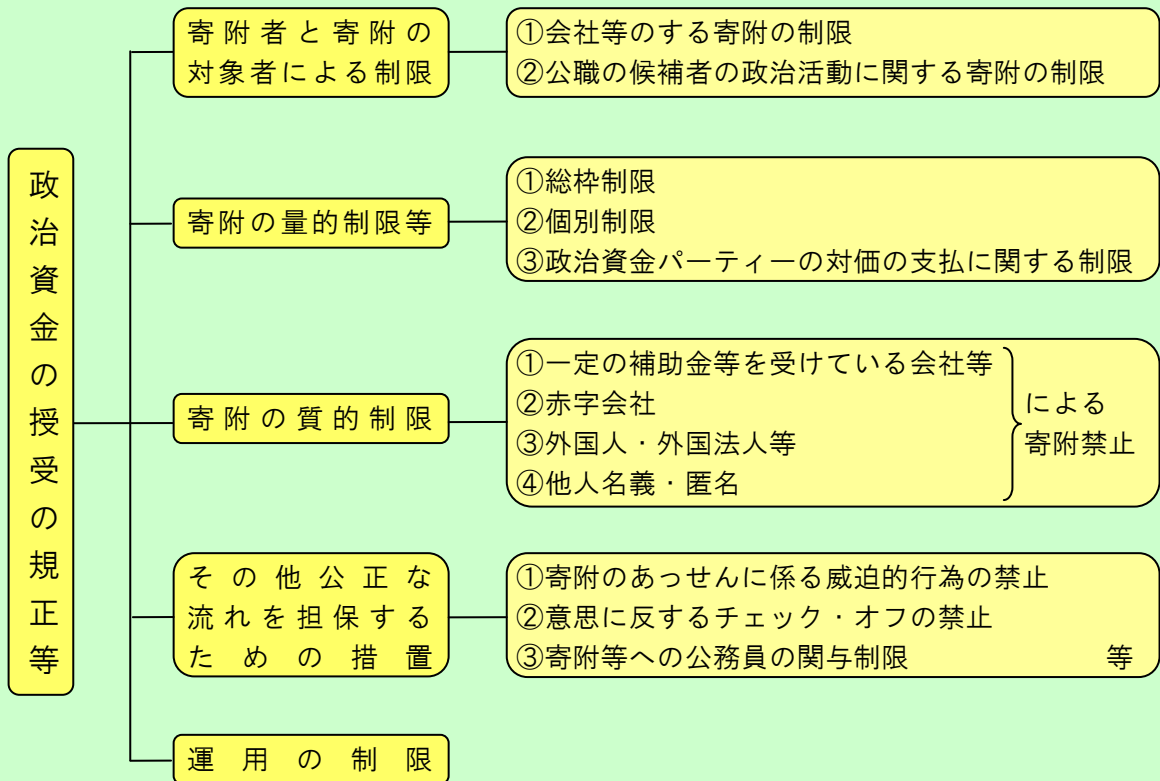 政治資金の授受の規正等
寄附者と寄附の
対象者による制限
①会社等のする寄附の制限
②公職の候補者の政治活動に関する寄附の制限
寄附の量的制限等
①総枠制限
②個別制限
③政治資金パーティーの対価の支払に関する制限
寄附の質的制限
①一定の補助金等を受けている会社等
②赤字会社
③外国人・外国法人等
④他人名義・匿名
による
寄附禁止
その他公正な
流れを担保する
ための措置
①寄附のあっせんに係る威迫的行為の禁止
②意思に反するチェック・オフの禁止
③寄附等への公務員の関与制限 等
運用の制限